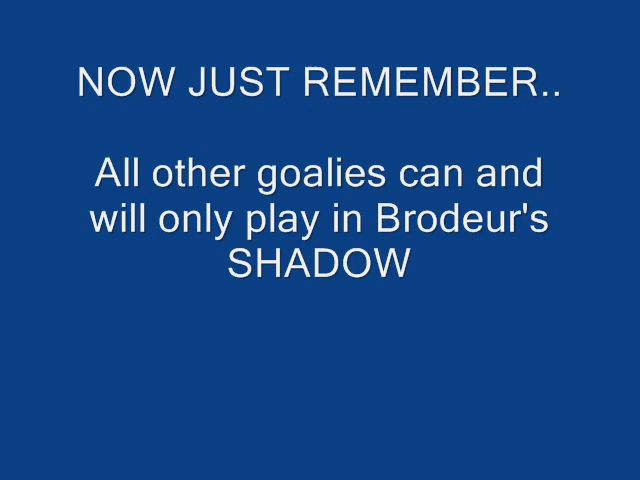 NOW JUST REMEMBER..
All other goalies can and
will only play in Brodeur's
SHADOW